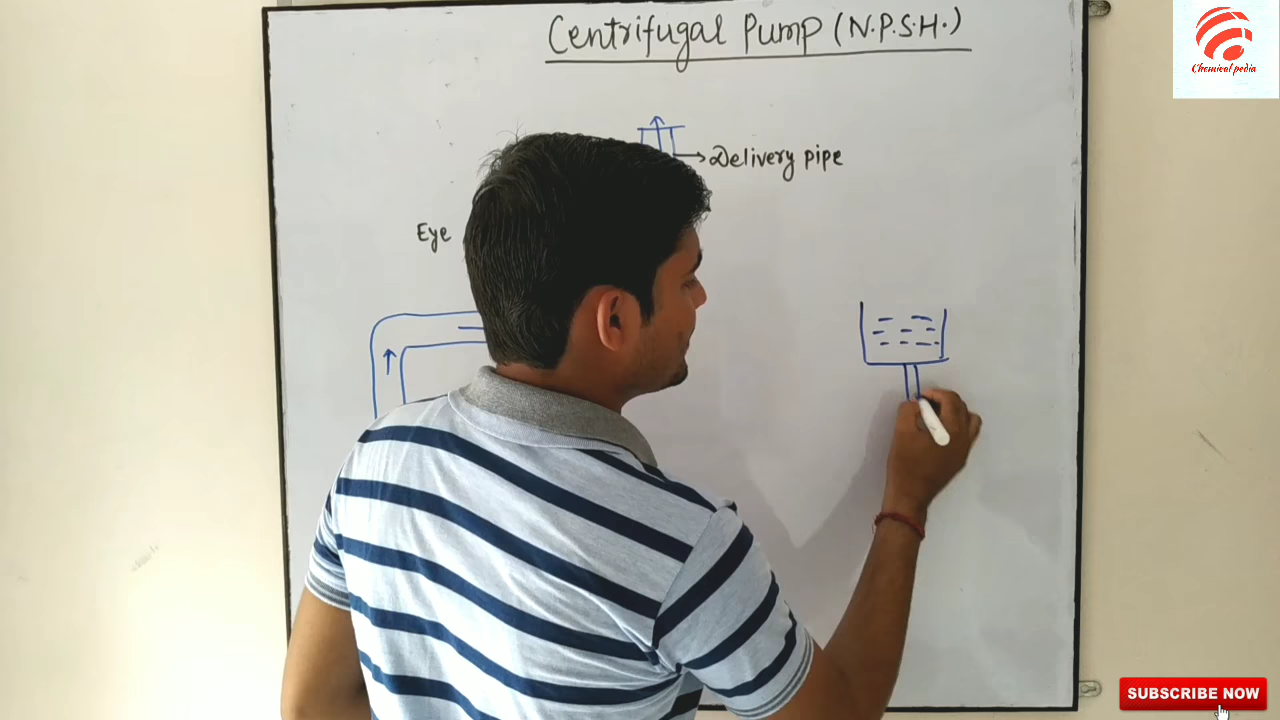 Centrifugal Pump (N.P.S.H.)
Chemical pedia
Delivery pipe
Eye
SUBSCRIBE NOW